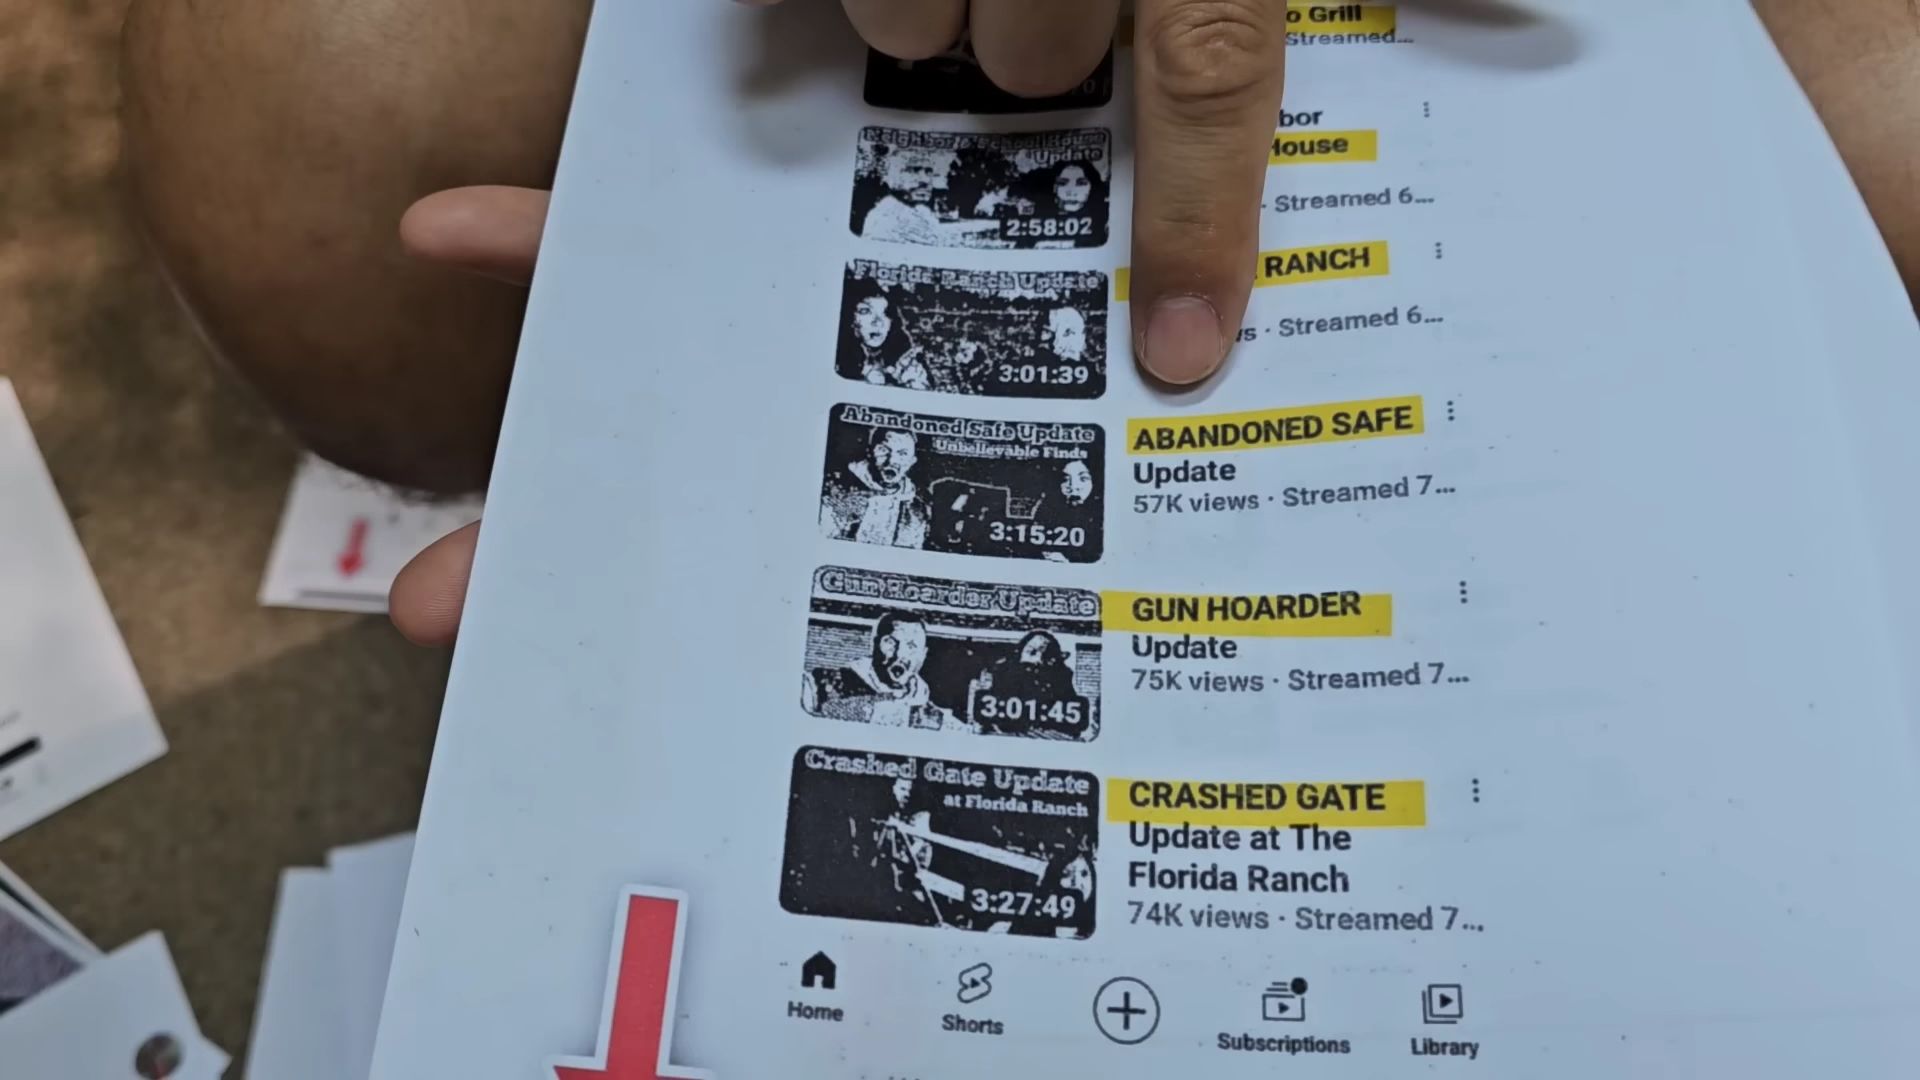 o Grill
Streamed...
bor
House
Neighbor & School House
Update
2:58:02
· Streamed 6...
RANCH
Florida Ranch Update
3:01:39
ws · Streamed 6...
Abandoned Safe Update
Unbelievable Finds
3:15:20
ABANDONED SAFE
Update
57K views · Streamed 7...
Gun Hoarder Update
3:01:45
GUN HOARDER
Update
75K views · Streamed 7...
Crashed Gate Update
at Florida Ranch
3:27:49
CRASHED GATE
Update at The
Florida Ranch
74K views · Streamed 7...
Home
Shorts
Subscriptions
Library